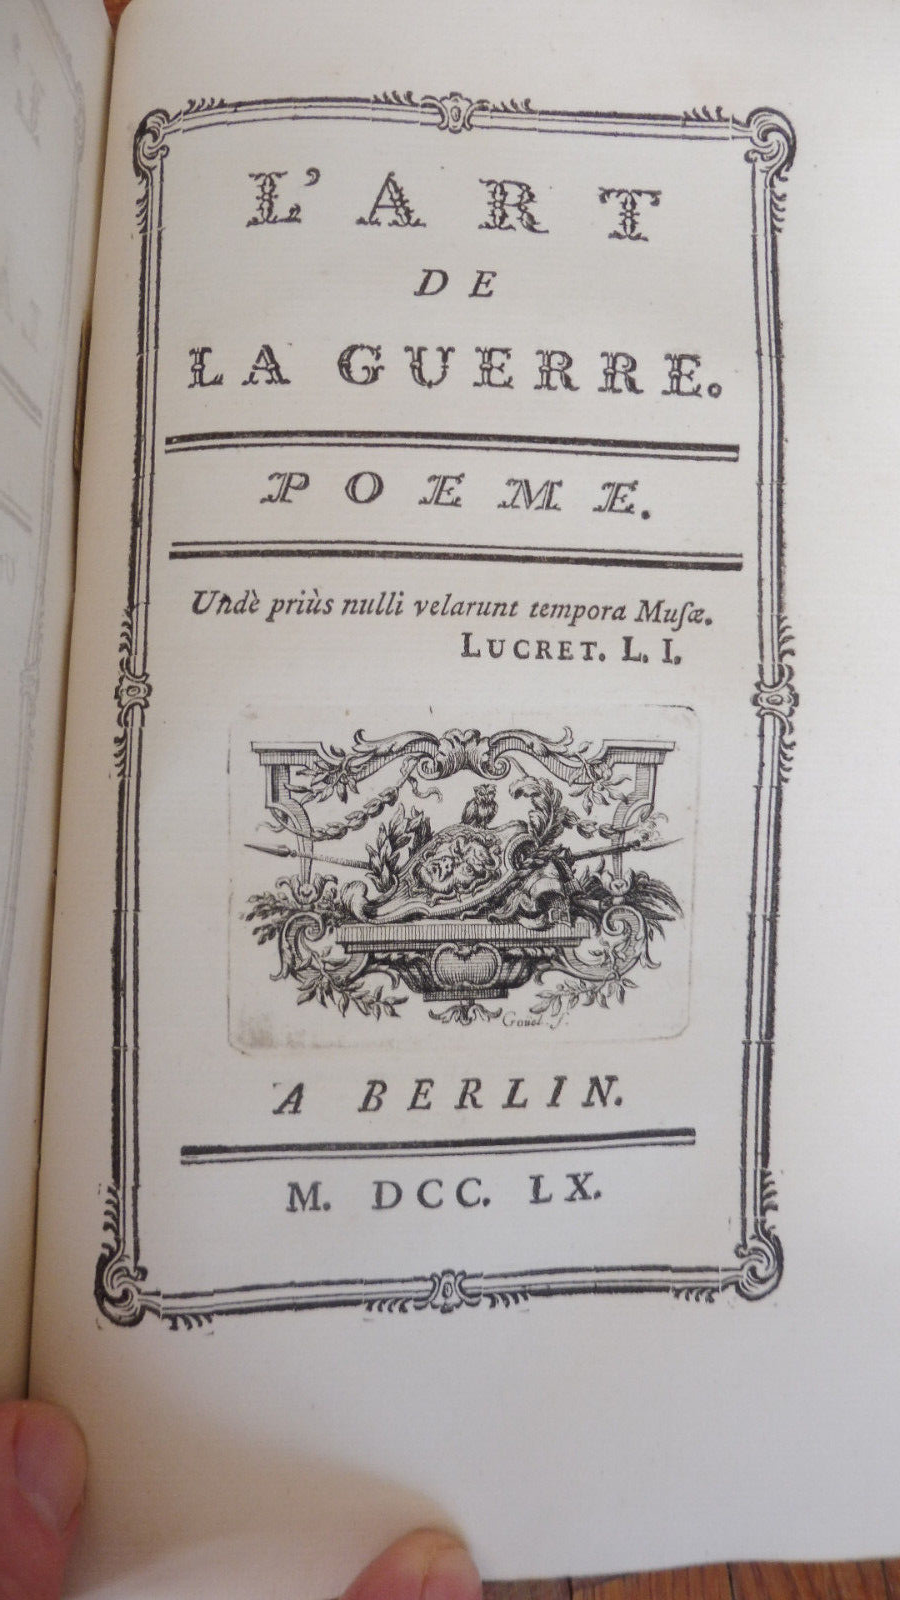 L'ART
DE
LA GUERRE.
POEME.
Undè priùs nulli velarunt tempora Muſæ.
LUCRET. L. I.
A BERLIN.
M. DCC. LX.